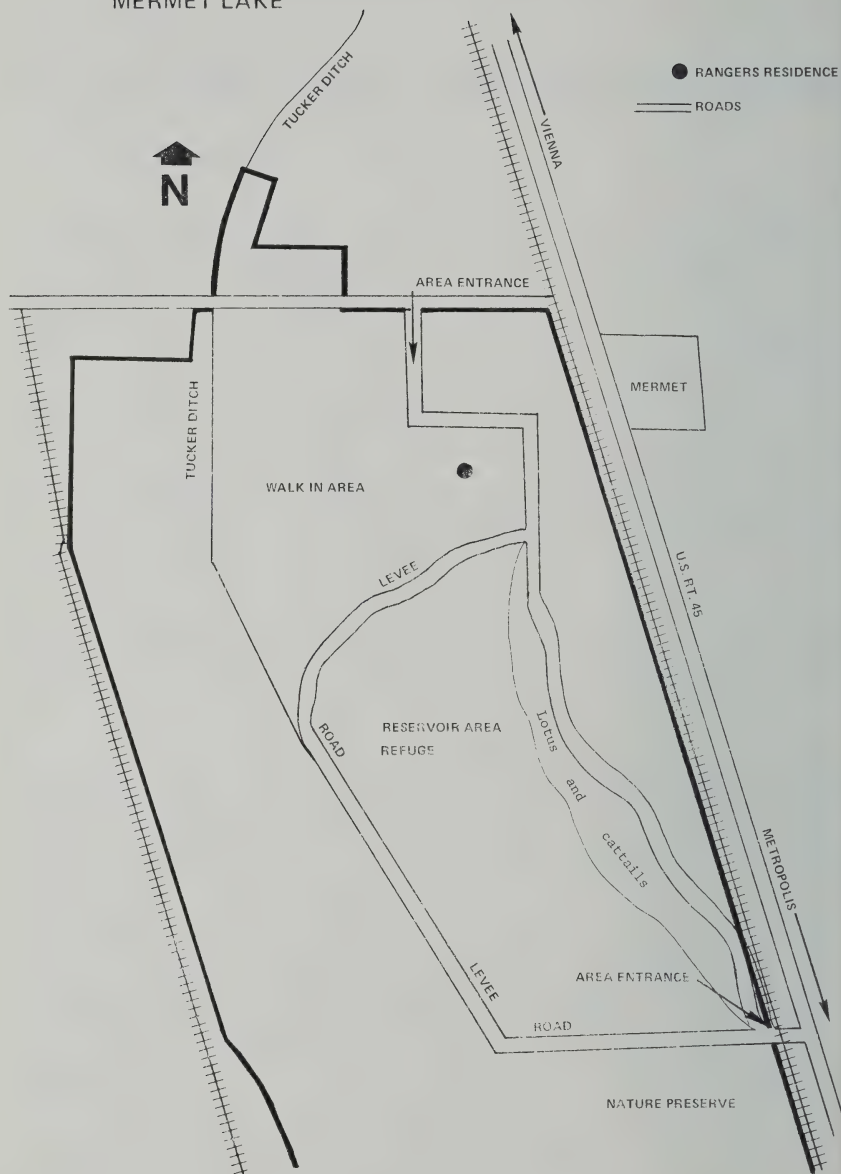 MERMET LAKE
RANGERS RESIDENCE
ROADS
TUCKER DITCH
VIENNA
N
AREA ENTRANCE
MERMET
TUCKER DITCH
WALK IN AREA
LEVEE
U.S. RT. 45
ROAD
RESERVOIR AREA
REFUGE
Lotus
and
cattails
METROPOLIS
LEVEE
AREA ENTRANCE
ROAD
NATURE PRESERVE